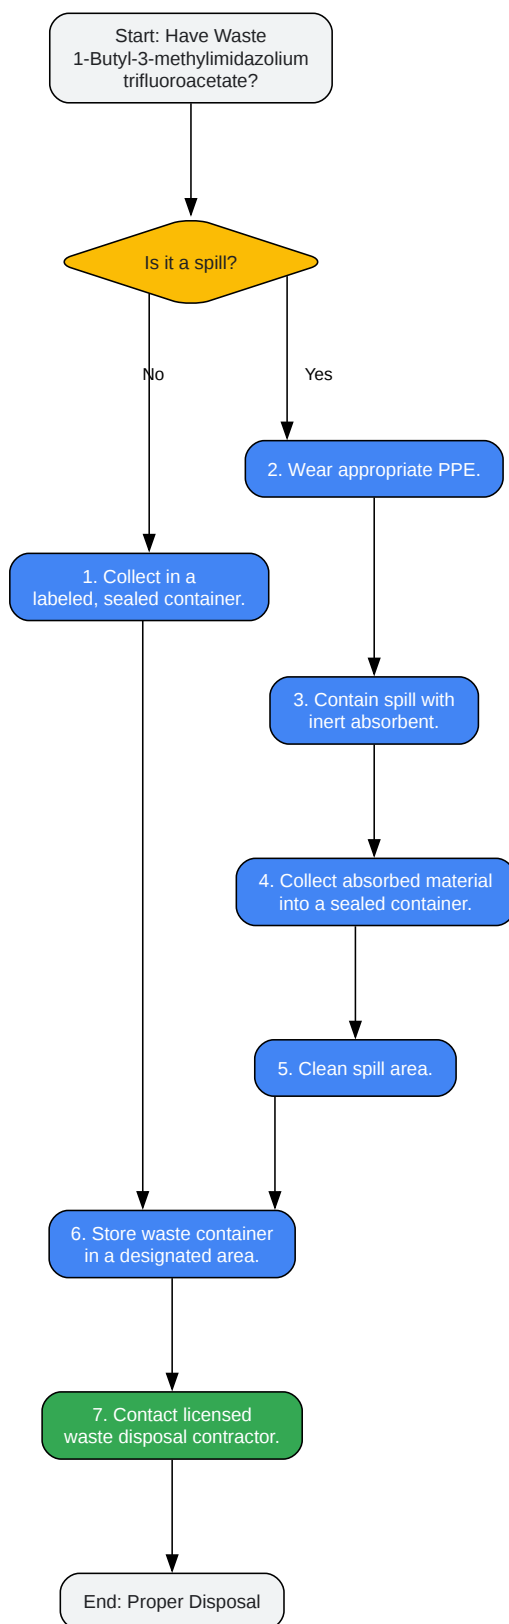 Start: Have Waste
1-Butyl-3-methylimidazolium
trifluoroacetate?
Is it a spill?
No
Yes
2. Wear appropriate PPE.
1. Collect in a
labeled, sealed container.
3. Contain spill with
inert absorbent.
4. Collect absorbed material
into a sealed container.
5. Clean spill area.
6. Store waste container
in a designated area.
7. Contact licensed
waste disposal contractor.
End: Proper Disposal